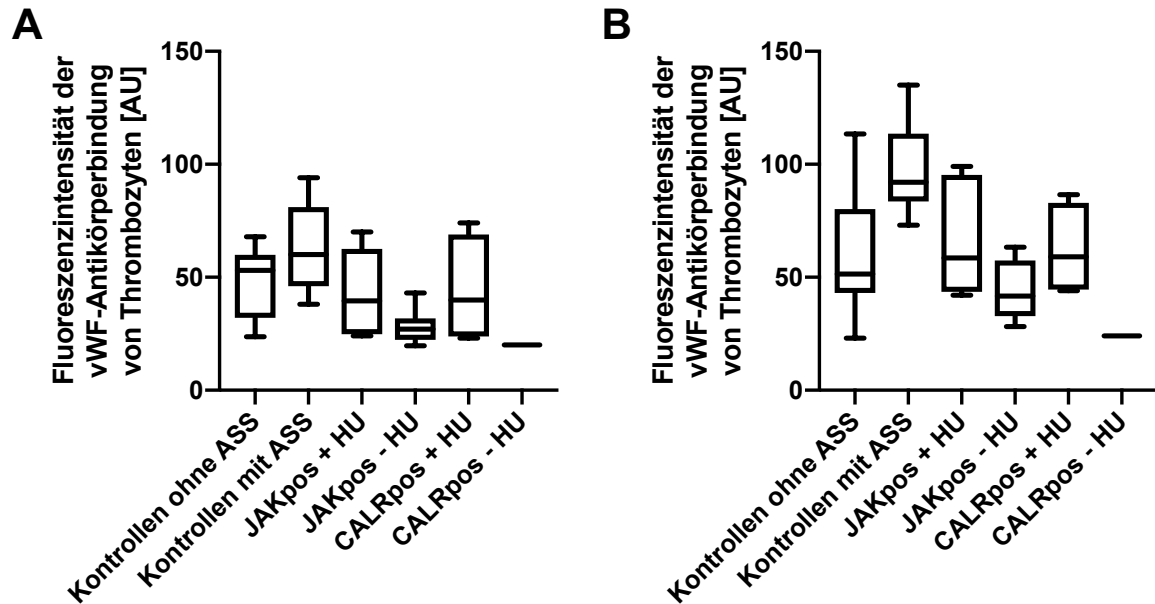 A
Fluoreszenzintensität der
vWF-Antikörperbindung
von Thrombozyten [AU]
150
100
50
0
Kontrollen ohne ASS
Kontrollen mit ASS
JAKpos + HU
JAKpos - HU
CALRpos + HU
CALRpos - HU
B
Fluoreszenzintensität der
vWF-Antikörperbindung
von Thrombozyten [AU]
150
100
50
0
Kontrollen ohne ASS
Kontrollen mit ASS
JAKpos + HU
JAKpos - HU
CALRpos + HU
CALRpos - HU